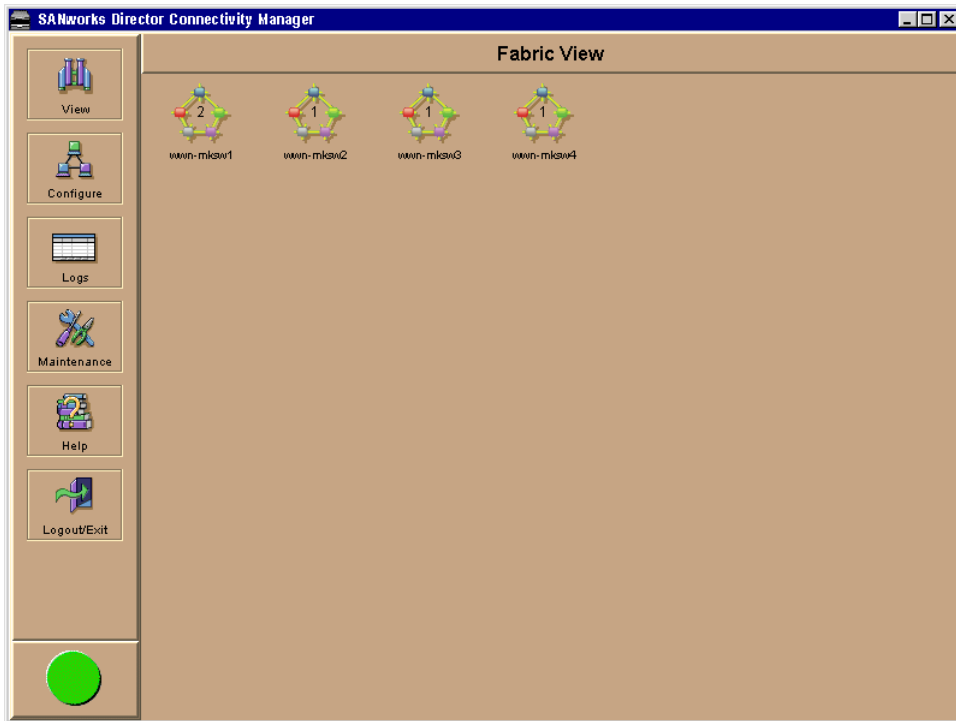 SANworks Director Connectivity Manager
Fabric View
View
Configure
Logs
Maintenance
Help
Logout/Exit
2
1
1
1
wwn-mksw1
wwn-mksw2
wwn-mksw3
wwn-mksw4